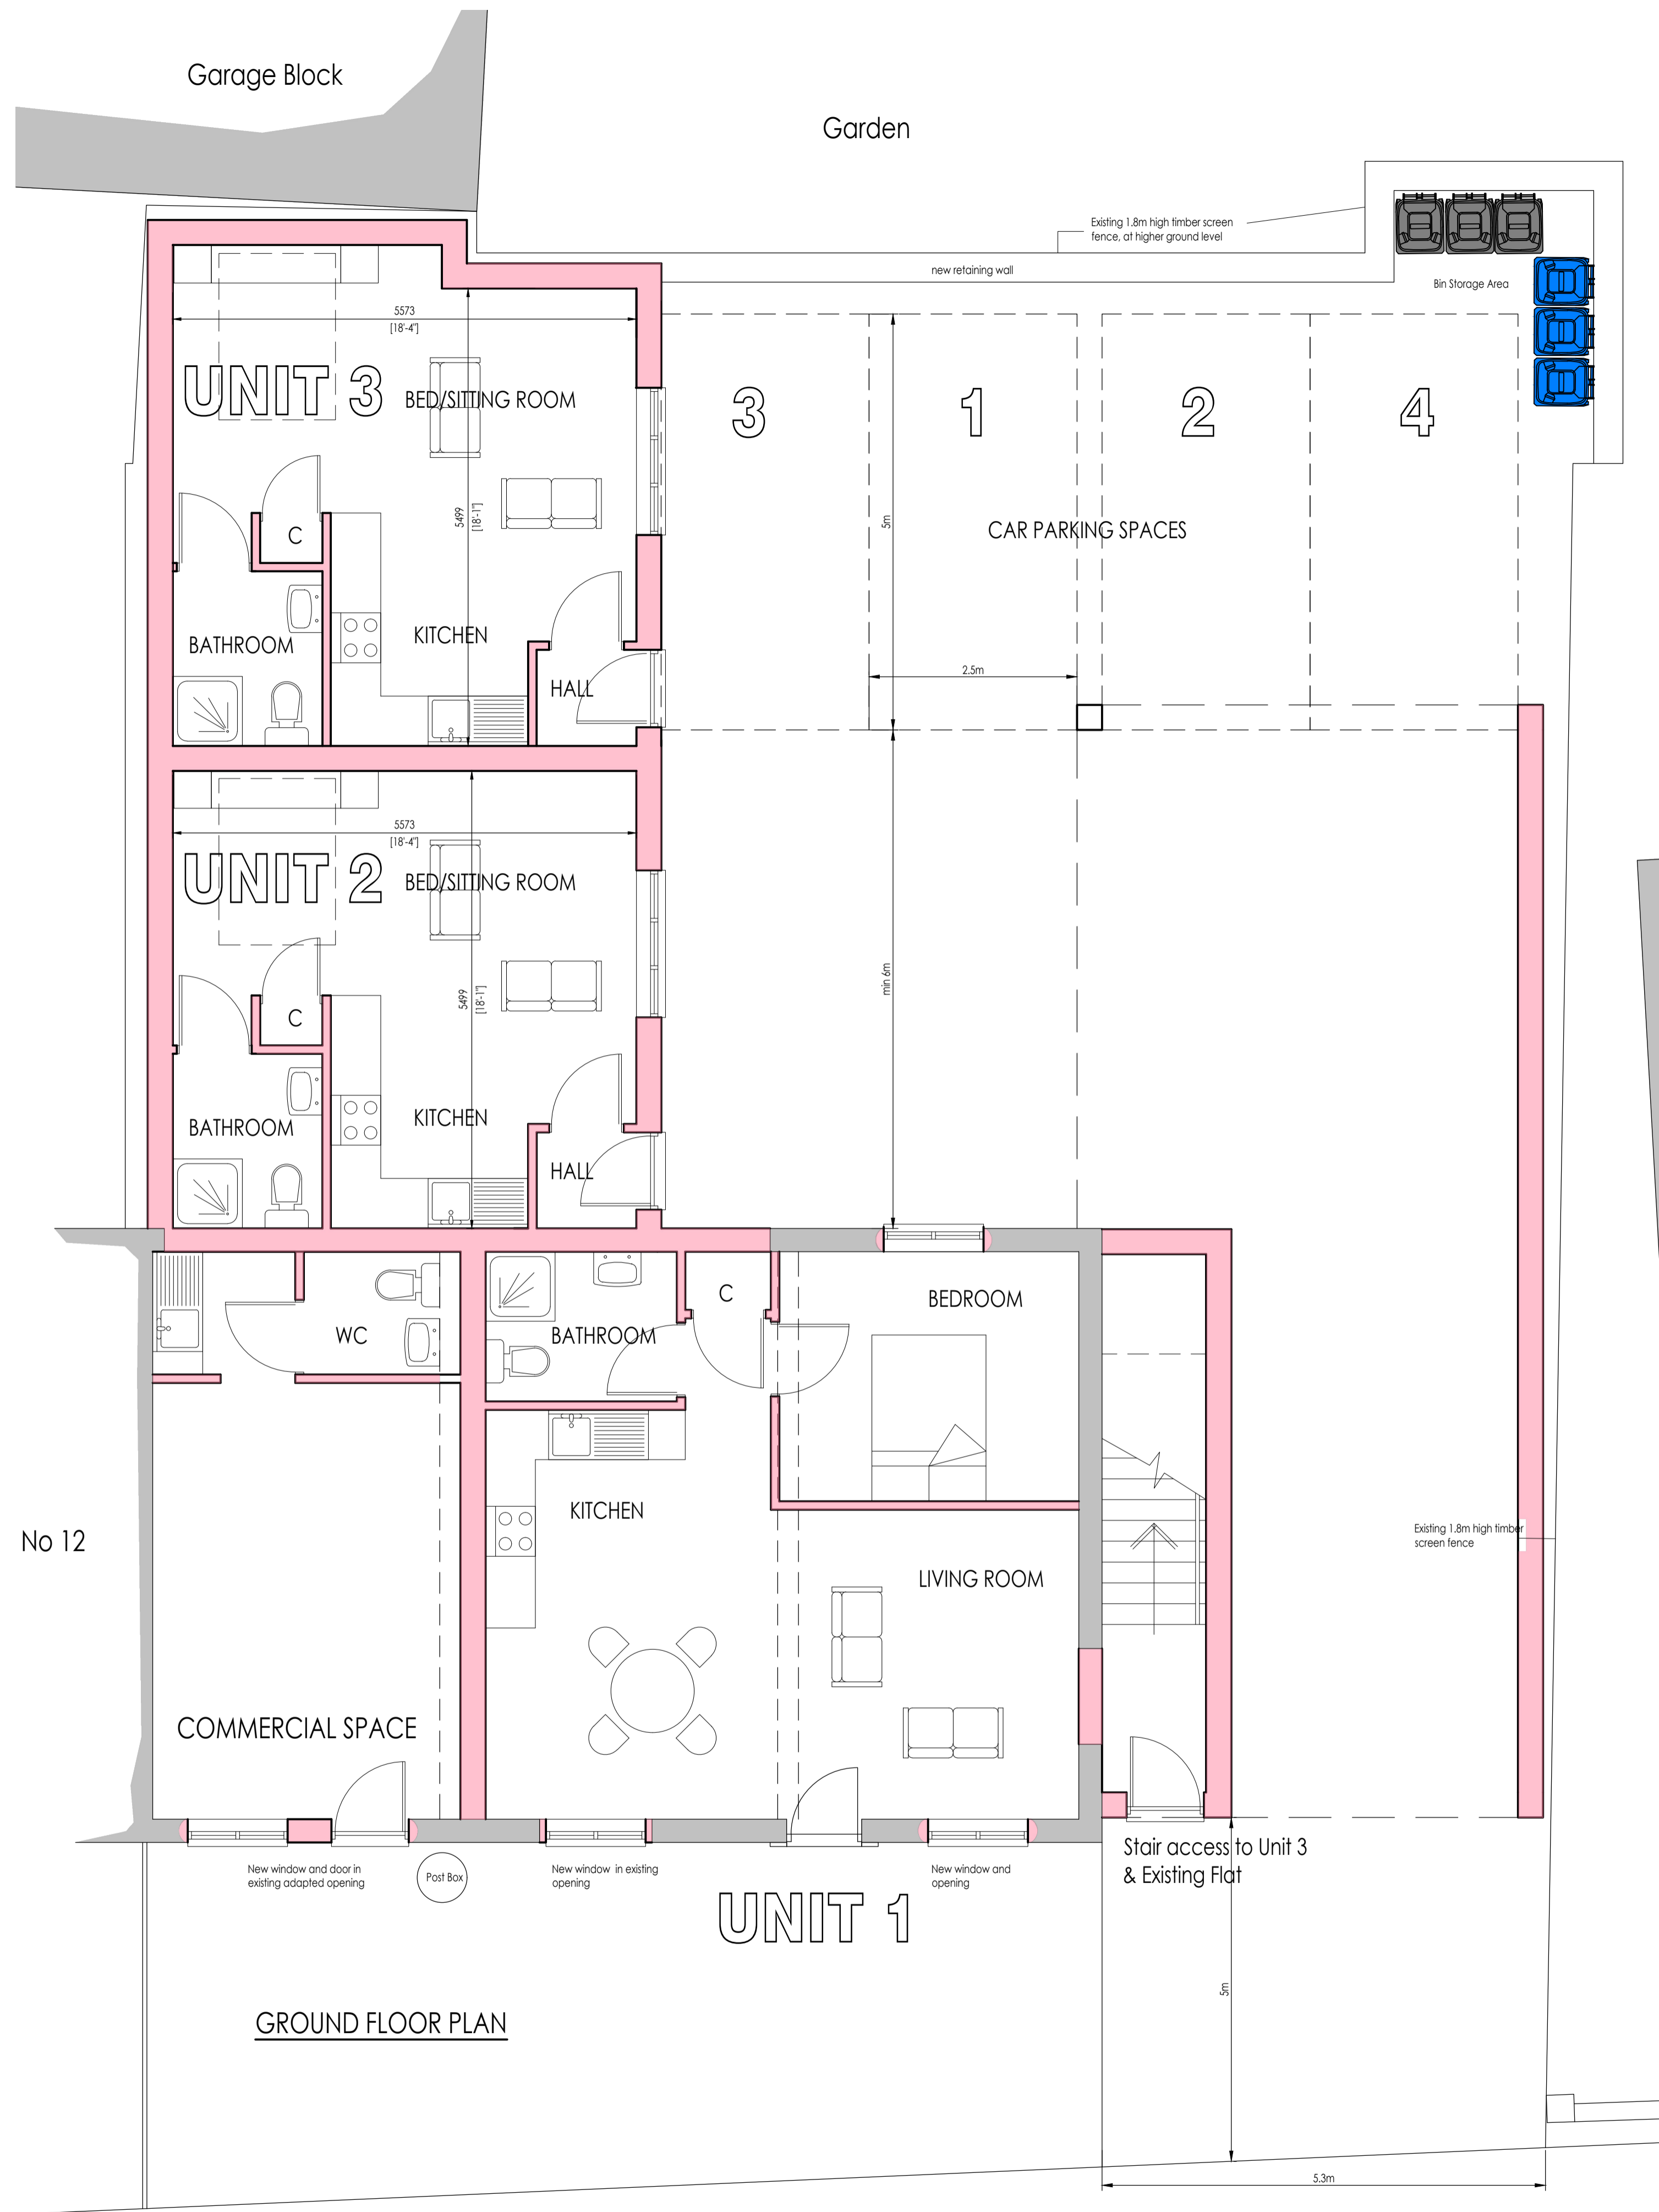 Garage Block
Garden
Existing 1.8m high timber screen
fence, at higher ground level
new retaining wall
Bin Storage Area
5573
[18'-4"]
UNIT 3
BED/SITTING ROOM
3
1
2
4
5499
[18'-1"]
5m
CAR PARKING SPACES
C
BATHROOM
KITCHEN
HALL
2.5m
5573
[18'-4"]
UNIT 2
BED/SITTING ROOM
5499
[18'-1"]
min 6m
C
BATHROOM
KITCHEN
HALL
WC
BATHROOM
C
BEDROOM
No 12
KITCHEN
LIVING ROOM
Existing 1.8m high timber
screen fence
COMMERCIAL SPACE
Stair access to Unit 3
& Existing Flat
New window and door in
existing adapted opening
Post Box
New window in existing
opening
New window and
opening
UNIT 1
5m
GROUND FLOOR PLAN
5.3m